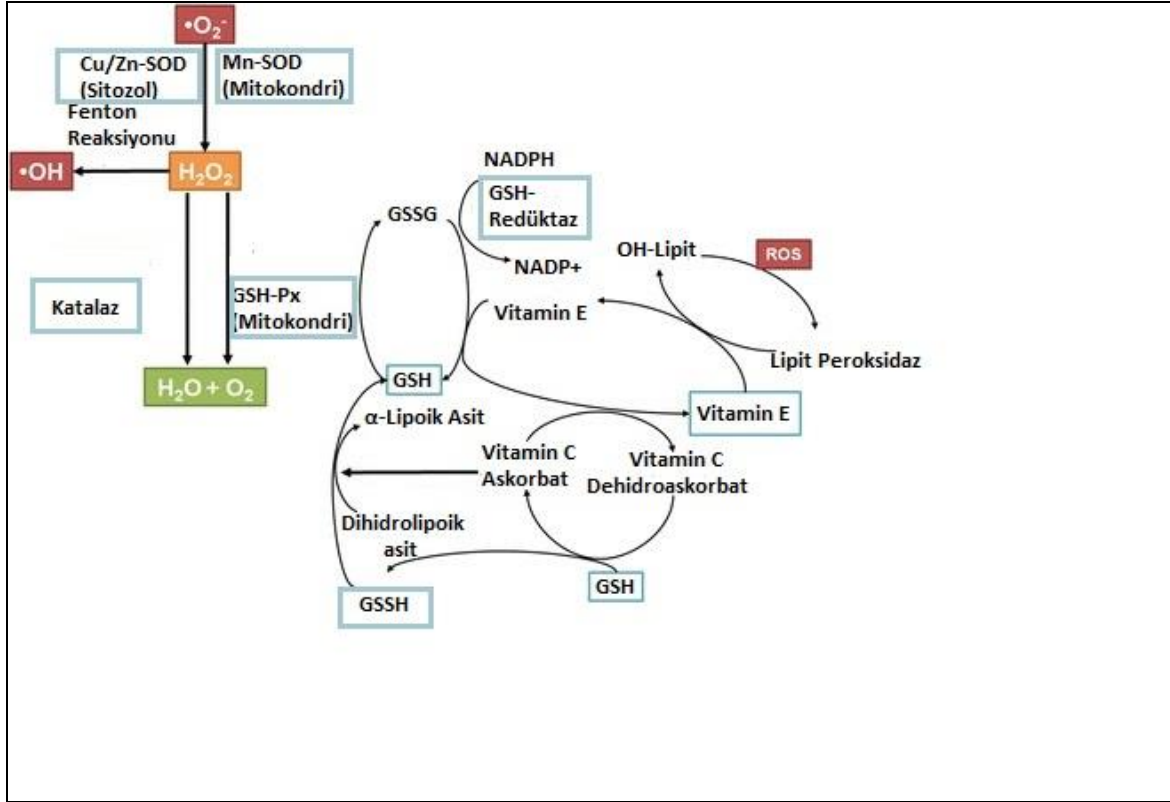 •O₂⁻
Cu/Zn-SOD
(Sitozol)
Mn-SOD
(Mitokondri)
Fenton
Reaksiyonu
•OH
H₂O₂
NADPH
GSH-
Redüktaz
GSSG
NADP+
OH-Lipit
ROS
Katalaz
GSH-Px
(Mitokondri)
Vitamin E
Lipit Peroksidaz
H₂O + O₂
GSH
Vitamin E
α-Lipoik Asit
Vitamin C
Askorbat
Vitamin C
Dehidroaskorbat
Dihidrolipoik
asit
GSSH
GSH